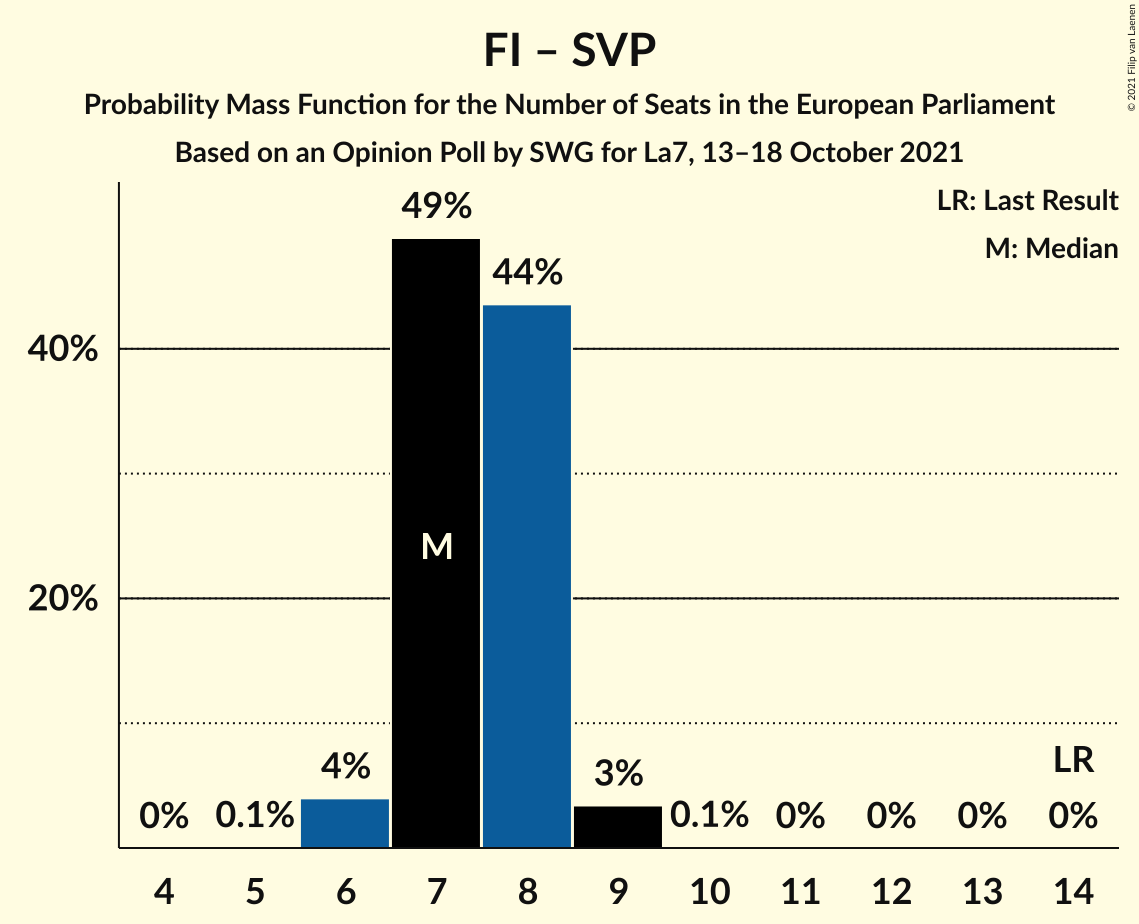 FI – SVP
Probability Mass Function for the Number of Seats in the European Parliament
Based on an Opinion Poll by SWG for La7, 13–18 October 2021
© 2021 Filip van Laenen
LR: Last Result
M: Median
49%
44%
40%
M
20%
4%
3%
LR
0%
0.1%
0.1%
0%
0%
0%
0%
4 5 6 7 8 9 10 11 12 13 14